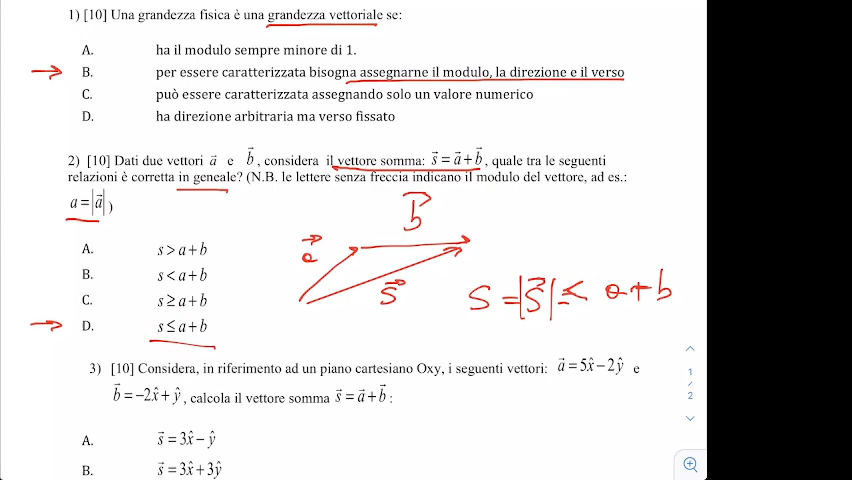 1) [10] Una grandezza fisica è una grandezza vettoriale se:
A. ha il modulo sempre minore di 1.
B. per essere caratterizzata bisogna assegnarne il modulo, la direzione e il verso
C. può essere caratterizzata assegnando solo un valore numerico
D. ha direzione arbitraria ma verso fissato
2) [10] Dati due vettori a⃗ e b⃗, considera il vettore somma: s⃗ = a⃗ + b⃗, quale tra le seguenti
relazioni è corretta in geneale? (N.B. le lettere senza freccia indicano il modulo del vettore, ad es.:
a = |a⃗| )
b⃗
a⃗
A. s > a + b
B. s < a + b
s⃗
s = |s⃗| ≤ a + b
C. s ≥ a + b
D. s ≤ a + b
3) [10] Considera, in riferimento ad un piano cartesiano Oxy, i seguenti vettori: a⃗ = 5x̂ − 2ŷ e
b⃗ = −2x̂ + ŷ, calcola il vettore somma s⃗ = a⃗ + b⃗ :
A. s⃗ = 3x̂ − ŷ
B. s⃗ = 3x̂ + 3ŷ
1
/
2